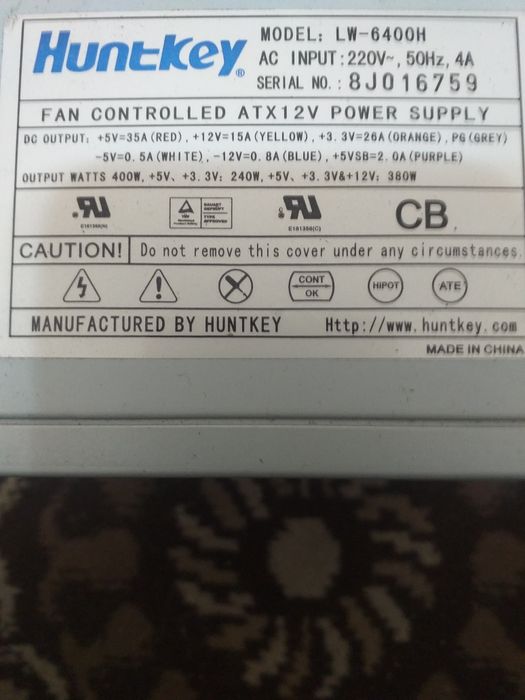 HuntKey®
MODEL: LW-6400H
AC INPUT: 220V~, 50Hz, 4A
SERIAL NO.: 8J016759
FAN CONTROLLED ATX12V POWER SUPPLY
DC OUTPUT: +5V=35A(RED), +12V=15A(YELLOW), +3.3V=26A(ORANGE), PG(GREY)
-5V=0.5A(WHITE), -12V=0.8A(BLUE), +5VSB=2.0A(PURPLE)
OUTPUT WATTS 400W, +5V、+3.3V: 240W, +5V、+3.3V&+12V: 380W
CB
CAUTION! Do not remove this cover under any circumstances.
CONT
OK
HIPOT
ATE
MANUFACTURED BY HUNTKEY Http://www.huntkey.com
MADE IN CHINA